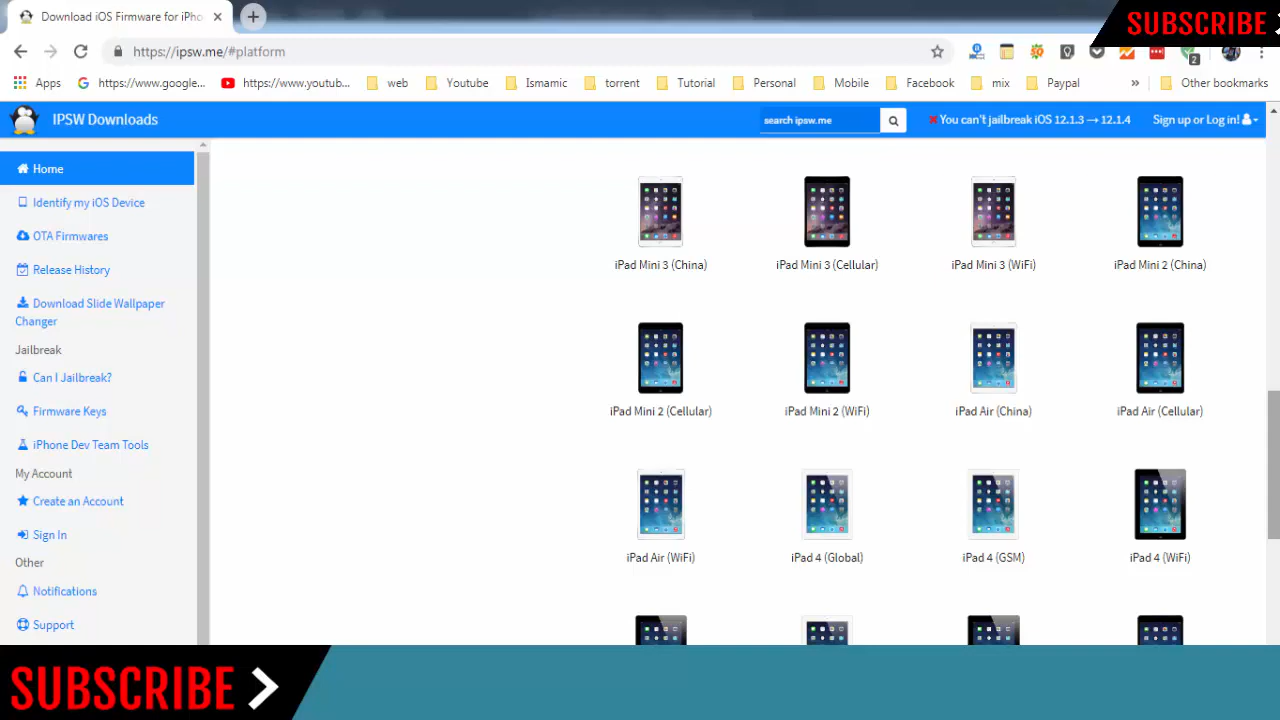 Download iOS Firmware for iPho
SUBSCRIBE
https://ipsw.me/#platform
2
Apps
https://www.google...
https://www.youtub...
web
Youtube
Ismamic
torrent
Tutorial
Personal
Mobile
Facebook
mix
Paypal
»
Other bookmarks
IPSW Downloads
search ipsw.me
You can't jailbreak iOS 12.1.3 → 12.1.4
Sign up or Log in!
Home
Identify my iOS Device
OTA Firmwares
Release History
Download Slide Wallpaper
Changer
Jailbreak
Can I Jailbreak?
Firmware Keys
iPhone Dev Team Tools
My Account
Create an Account
Sign In
Other
Notifications
Support
iPad Mini 3 (China)
iPad Mini 3 (Cellular)
iPad Mini 3 (WiFi)
iPad Mini 2 (China)
iPad Mini 2 (Cellular)
iPad Mini 2 (WiFi)
iPad Air (China)
iPad Air (Cellular)
iPad Air (WiFi)
iPad 4 (Global)
iPad 4 (GSM)
iPad 4 (WiFi)
SUBSCRIBE